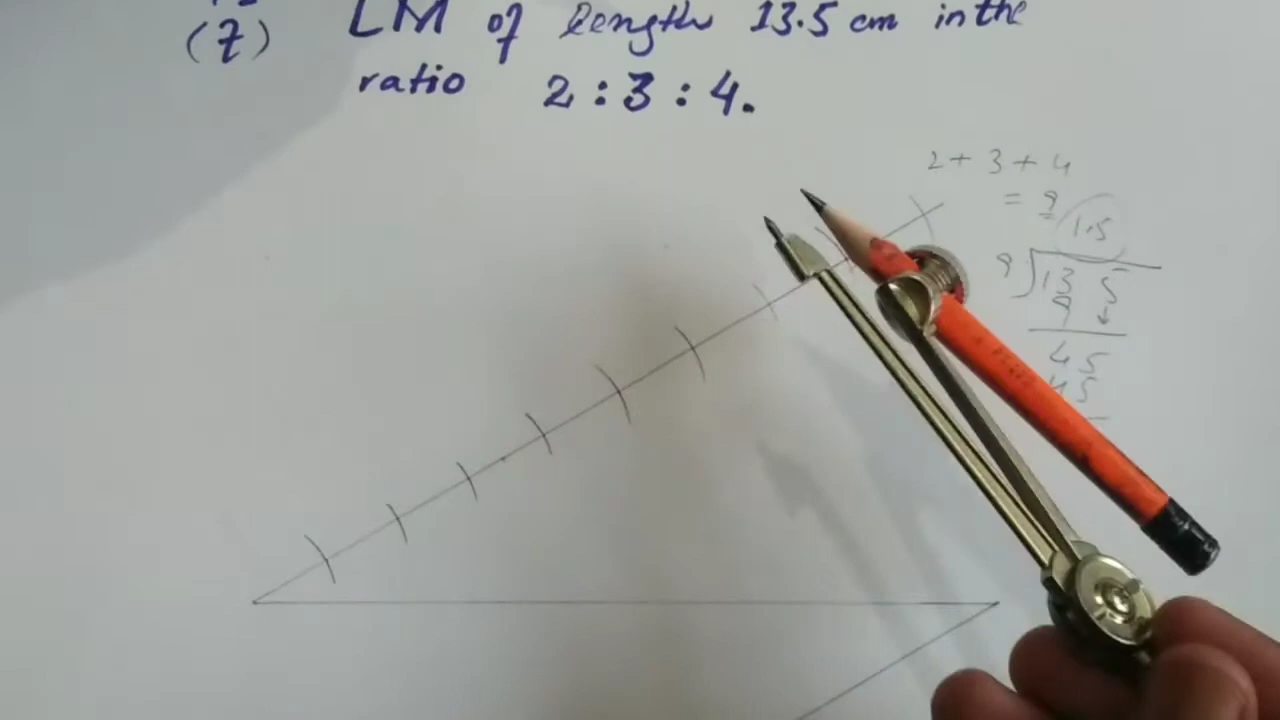 (7) LM of length 13.5 cm in the
ratio 2 : 3 : 4.
2 + 3 + 4
= 9
1.5
9 13 5
9
45
45